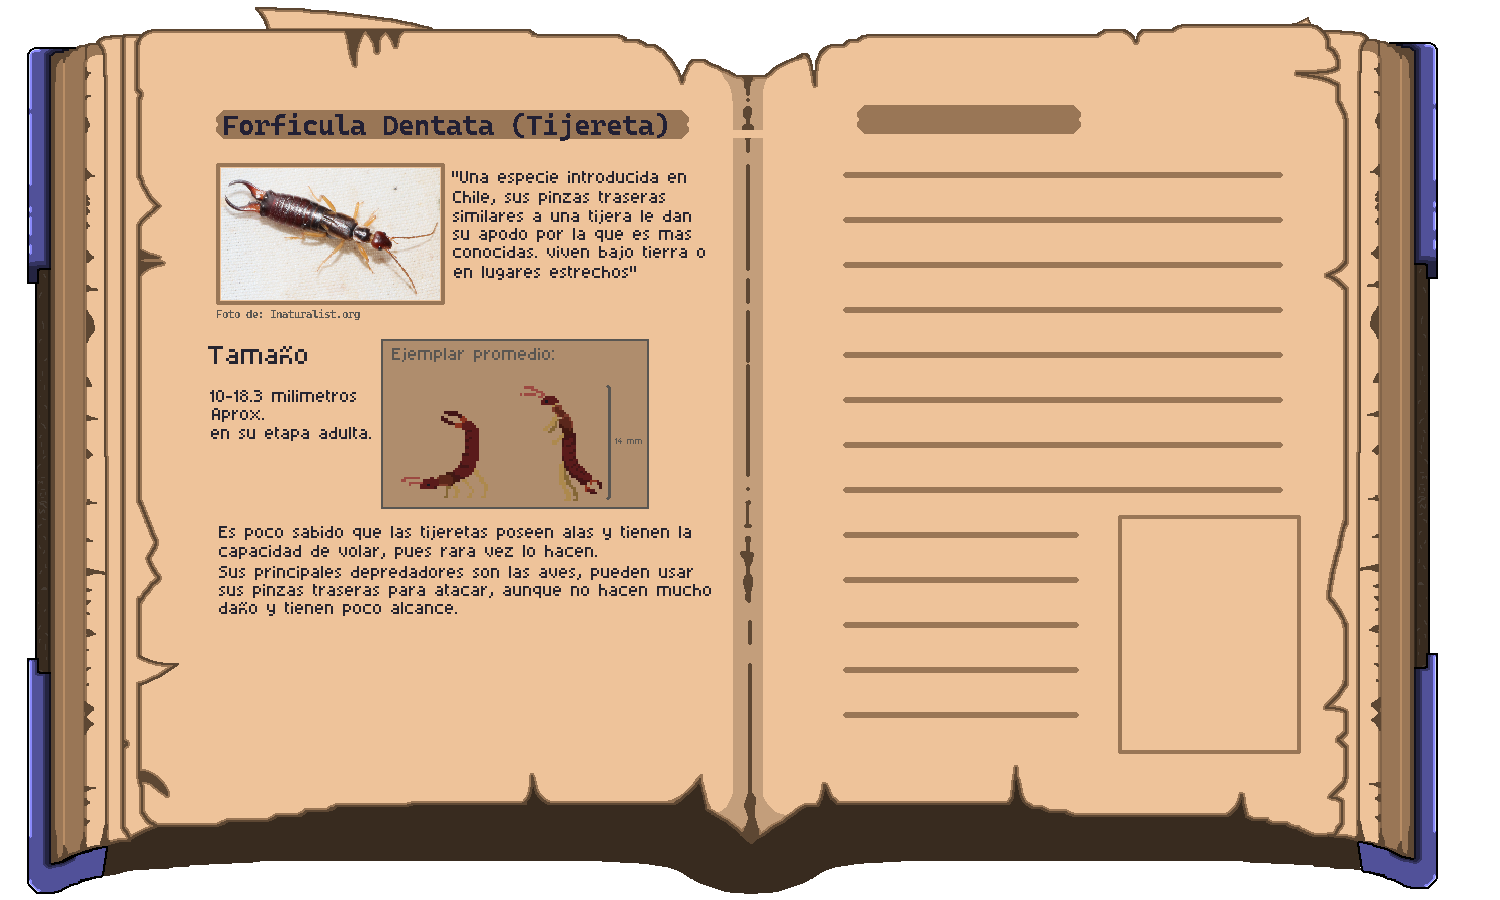 Forficula Dentata (Tijereta)
"Una especie introducida en
Chile, sus pinzas traseras
similares a una tijera le dan
su apodo por la que es mas
conocidas. viven bajo tierra o
en lugares estrechos"
Foto de: Inaturalist.org
Tamaño
10-18.3 milimetros
Aprox.
en su etapa adulta.
Ejemplar promedio:
14 mm
Es poco sabido que las tijeretas poseen alas y tienen la
capacidad de volar, pues rara vez lo hacen.
Sus principales depredadores son las aves, pueden usar
sus pinzas traseras para atacar, aunque no hacen mucho
daño y tienen poco alcance.